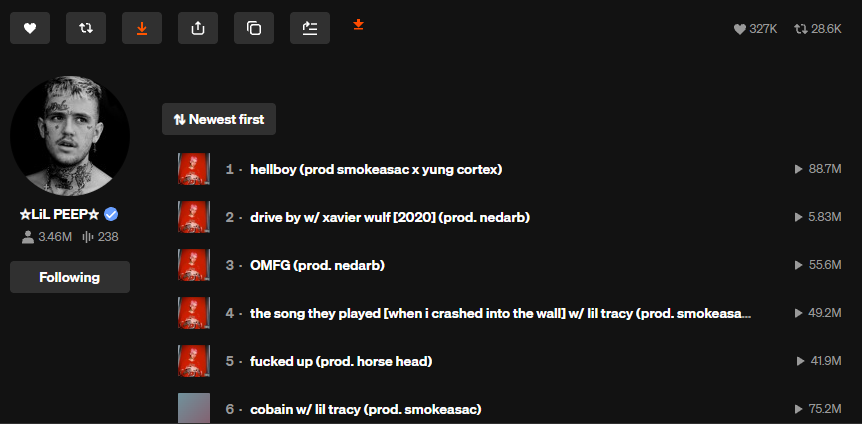 327K 28.6K
Newest first
1 · hellboy (prod smokeasac x yung cortex) 88.7M
☆LiL PEEP☆
2 · drive by w/ xavier wulf [2020] (prod. nedarb) 5.83M
3.46M 238
3 · OMFG (prod. nedarb) 55.6M
Following
4 · the song they played [when i crashed into the wall] w/ lil tracy (prod. smokeasa... 49.2M
5 · fucked up (prod. horse head) 41.9M
6 · cobain w/ lil tracy (prod. smokeasac) 75.2M